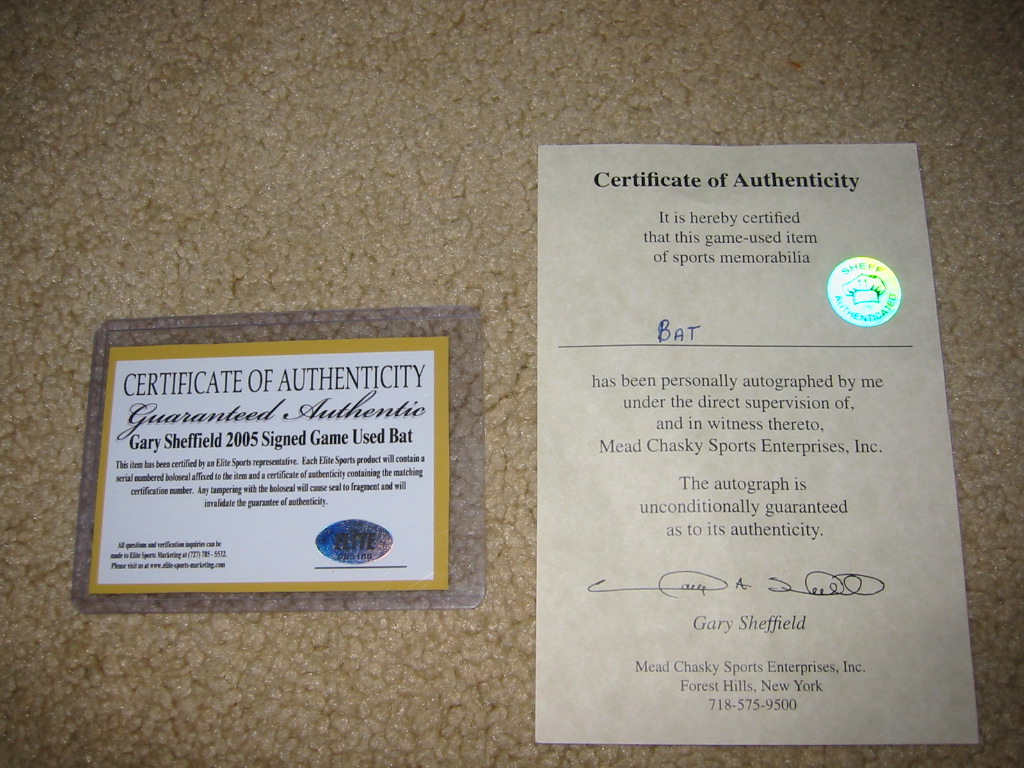 CERTIFICATE OF AUTHENTICITY
Guaranteed Authentic
Gary Sheffield 2005 Signed Game Used Bat
This item has been certified by an Elite Sports representative. Each Elite Sports product will contain a
serial numbered holoseal affixed to the item and a certificate of authenticity containing the matching
certification number. Any tampering with the holoseal will cause seal to fragment and will
invalidate the guarantee of authenticity.
All questions and verification inquiries can be
made to Elite Sports Marketing at (727) 785 - 5532.
Please visit us at www.elite-sports-marketing.com
ELITE
Certificate of Authenticity
It is hereby certified
that this game-used item
of sports memorabilia
SHEFF
AUTHENTICATED
BAT
has been personally autographed by me
under the direct supervision of,
and in witness thereto,
Mead Chasky Sports Enterprises, Inc.
The autograph is
unconditionally guaranteed
as to its authenticity.
Gary Sheffield
Mead Chasky Sports Enterprises, Inc.
Forest Hills, New York
718-575-9500